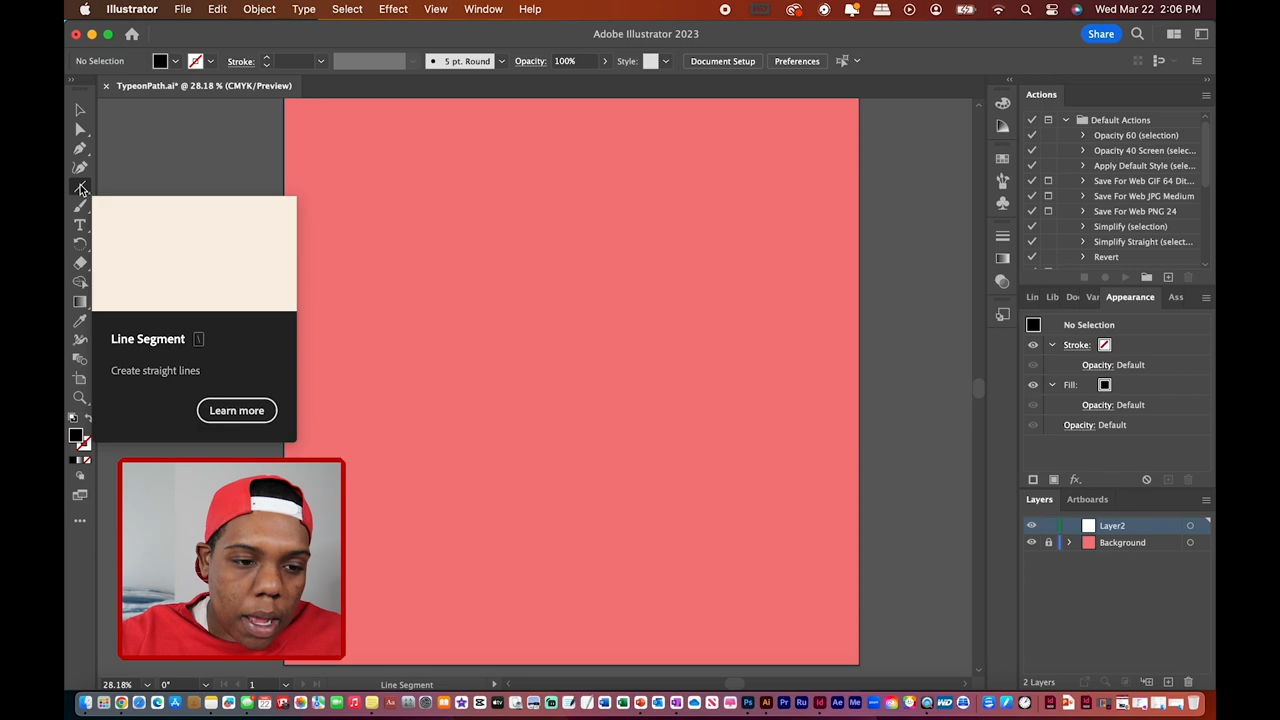 Illustrator File Edit Object Type Select Effect View Window Help Wed Mar 22 2:06 PM
Adobe Illustrator 2023 Share
No Selection Stroke: 5 pt. Round Opacity: 100% Style: Document Setup Preferences
TypeonPath.ai* @ 28.18 % (CMYK/Preview)
Actions
Default Actions
Opacity 60 (selection)
Opacity 40 Screen (selec...
Apply Default Style (sele...
Save For Web GIF 64 Dit...
Save For Web JPG Medium
Save For Web PNG 24
Simplify (selection)
Simplify Straight (select...
Revert
Line Segment \
Create straight lines
Learn more
Lin Lib Do Var Appearance Ass
No Selection
Stroke:
Opacity: Default
Fill:
Opacity: Default
Opacity: Default
Layers Artboards
Layer2
Background
2 Layers
28.18% 0° 1 Line Segment